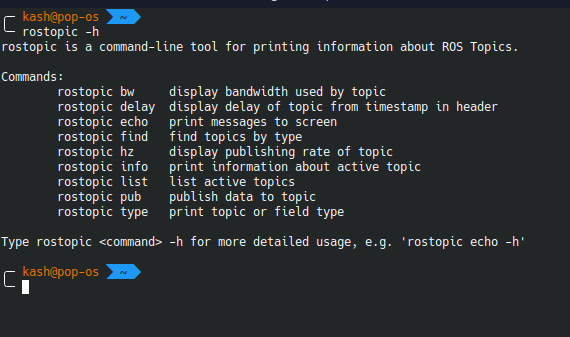 kash@pop-os ~
rostopic -h
rostopic is a command-line tool for printing information about ROS Topics.
Commands:
rostopic bw display bandwidth used by topic
rostopic delay display delay of topic from timestamp in header
rostopic echo print messages to screen
rostopic find find topics by type
rostopic hz display publishing rate of topic
rostopic info print information about active topic
rostopic list list active topics
rostopic pub publish data to topic
rostopic type print topic or field type
Type rostopic <command> -h for more detailed usage, e.g. 'rostopic echo -h'
kash@pop-os ~